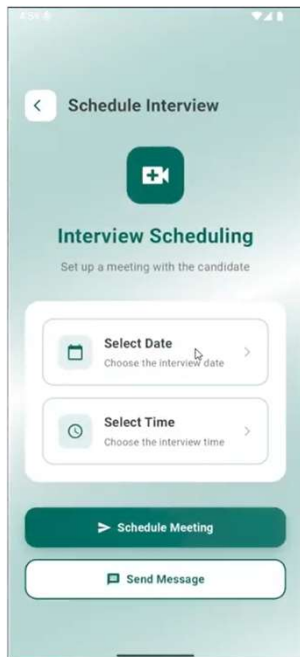 Schedule Interview
Interview Scheduling
Set up a meeting with the candidate
Select Date
Choose the interview date
Select Time
Choose the interview time
Schedule Meeting
Send Message